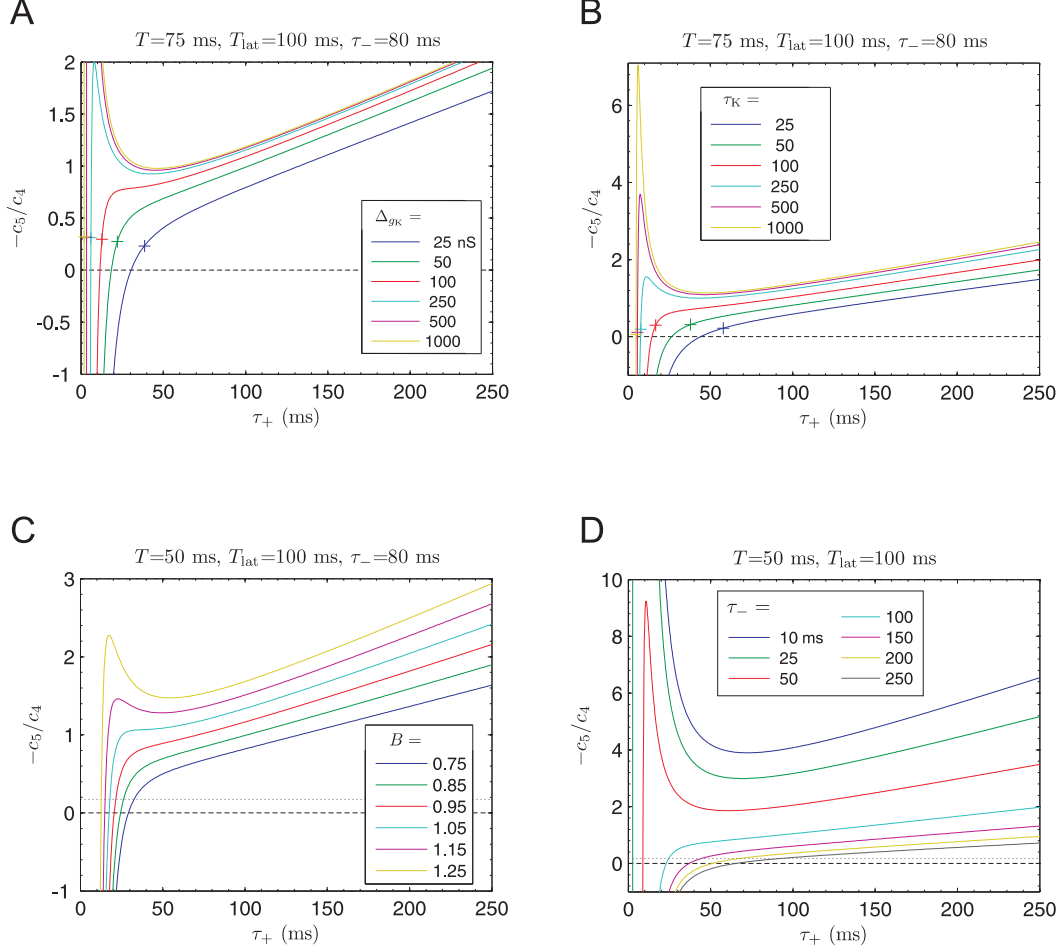 A
T=75 ms, T_lat=100 ms, τ_−=80 ms
2
1.5
1
0.5
0
-0.5
-1
−c_5/c_4
Δ_{g_K} =
25 nS
50
100
250
500
1000
0 50 100 150 200 250
τ_+ (ms)
B
T=75 ms, T_lat=100 ms, τ_−=80 ms
6
4
2
0
−c_5/c_4
τ_K =
25
50
100
250
500
1000
0 50 100 150 200 250
τ_+ (ms)
C
T=50 ms, T_lat=100 ms, τ_−=80 ms
3
2
1
0
-1
−c_5/c_4
B =
0.75
0.85
0.95
1.05
1.15
1.25
0 50 100 150 200 250
τ_+ (ms)
D
T=50 ms, T_lat=100 ms
10
8
6
4
2
0
−c_5/c_4
τ_− =
10 ms
25
50
100
150
200
250
0 50 100 150 200 250
τ_+ (ms)